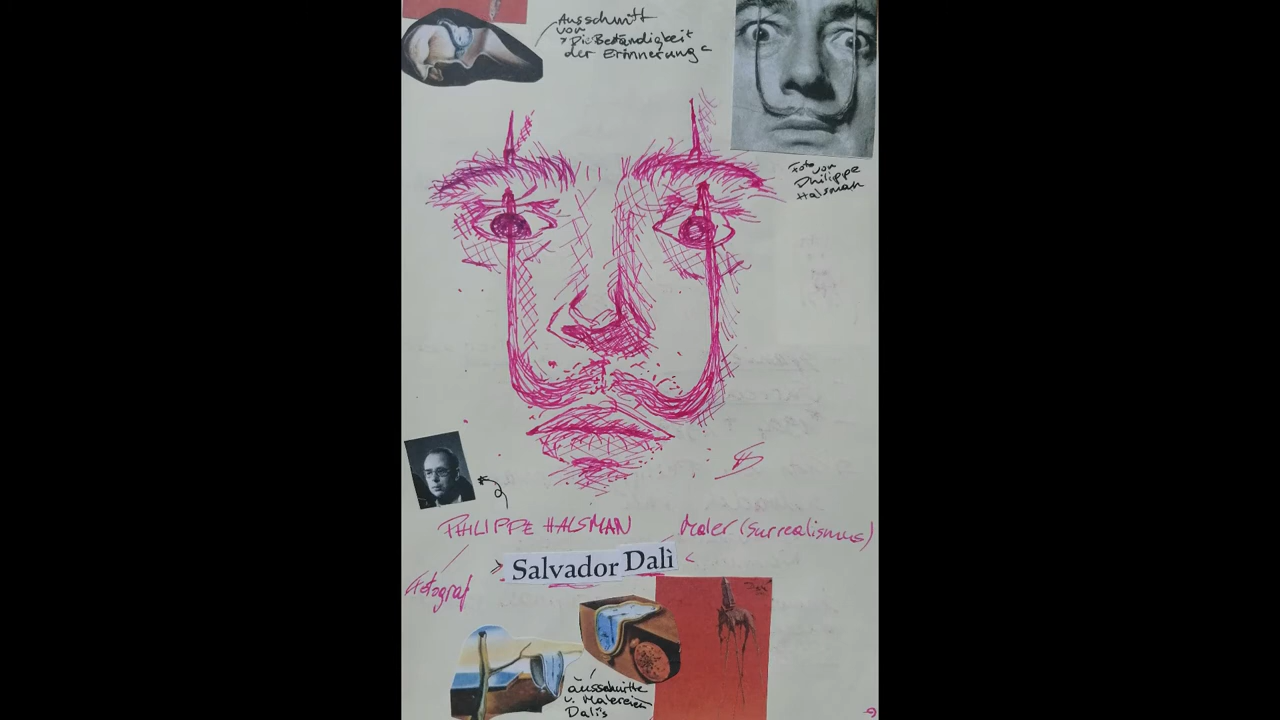 Ausschnitt
von
>Die Beständigkeit
der Erinnerung<
Foto von
Philippe
Halsman
PHILIPPE HALSMAN
Maler (Surrealismus)
> Salvador Dalì <
Fotograf
ausschnitte
v. Malereien
Dalís